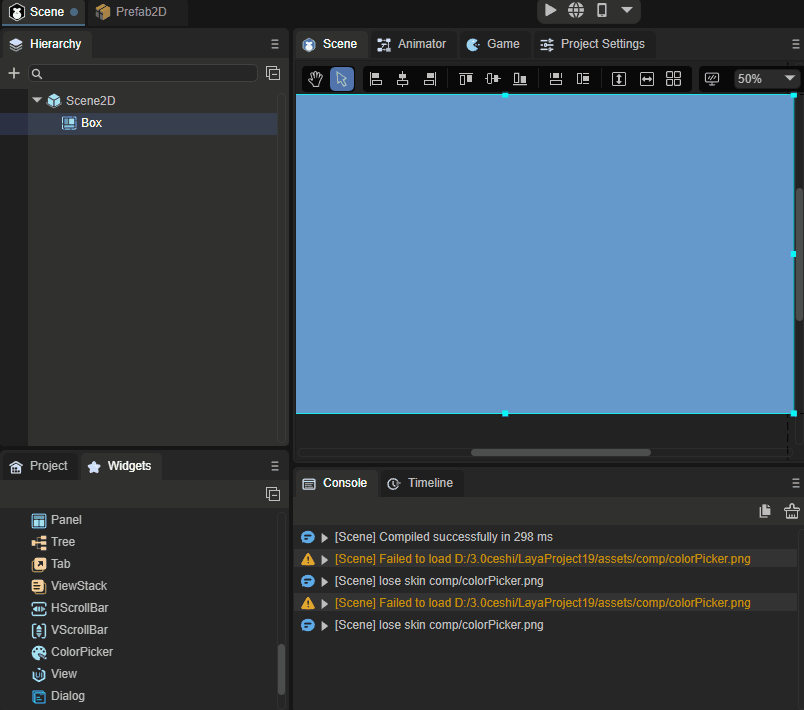 Scene
Prefab2D
Hierarchy
Scene2D
Box
Scene
Animator
Game
Project Settings
50%
Project
Widgets
Panel
Tree
Tab
ViewStack
HScrollBar
VScrollBar
ColorPicker
View
Dialog
Console
Timeline
[Scene] Compiled successfully in 298 ms
[Scene] Failed to load D:/3.0ceshi/LayaProject19/assets/comp/colorPicker.png
[Scene] lose skin comp/colorPicker.png
[Scene] Failed to load D:/3.0ceshi/LayaProject19/assets/comp/colorPicker.png
[Scene] lose skin comp/colorPicker.png